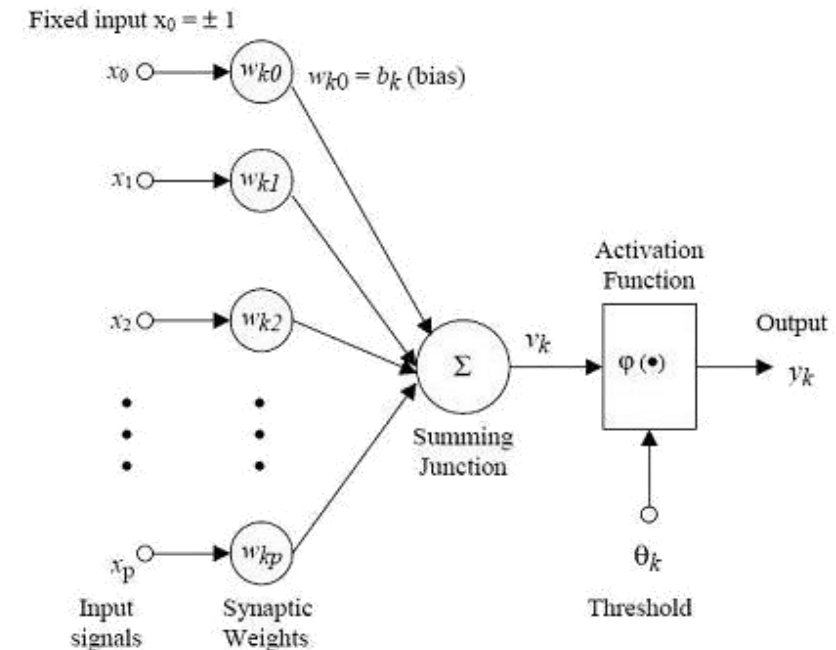 Fixed input x₀ = ± 1
x₀ wk0 wk0 = bk (bias)
x₁ wk1
Activation
Function
x₂ wk2
Output
Σ
vk
φ (•)
yk
Summing
Junction
xp wkp
θk
Input
signals
Synaptic
Weights
Threshold